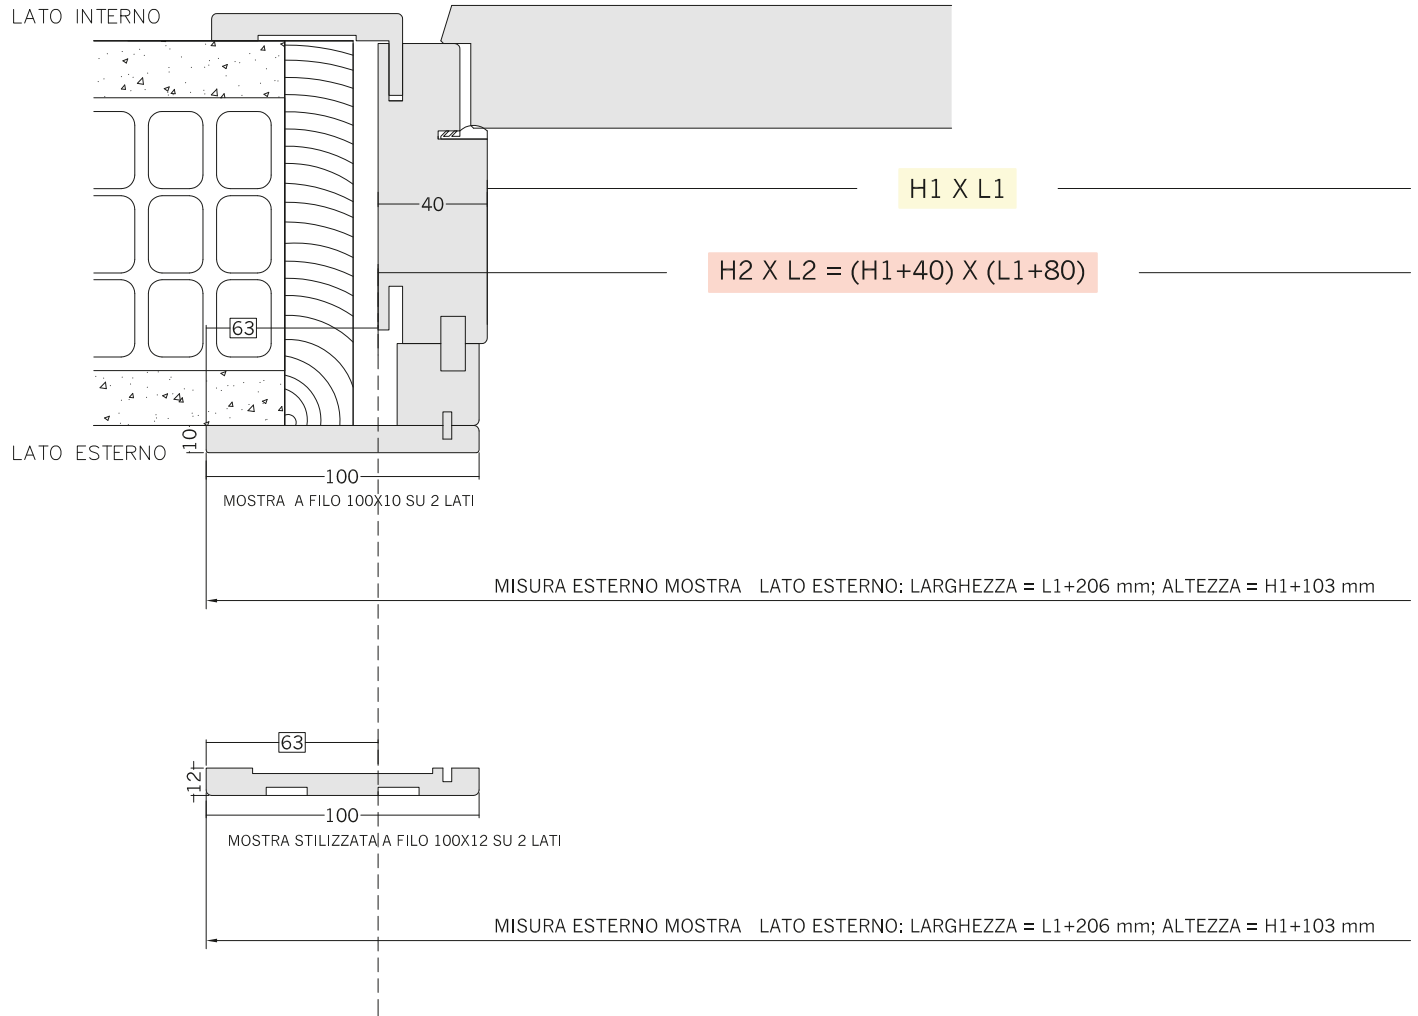 LATO INTERNO
H1 X L1
40
H2 X L2 = (H1+40) X (L1+80)
63
10
LATO ESTERNO
100
MOSTRA A FILO 100X10 SU 2 LATI
MISURA ESTERNO MOSTRA LATO ESTERNO: LARGHEZZA = L1+206 mm; ALTEZZA = H1+103 mm
63
12
100
MOSTRA STILIZZATA A FILO 100X12 SU 2 LATI
MISURA ESTERNO MOSTRA LATO ESTERNO: LARGHEZZA = L1+206 mm; ALTEZZA = H1+103 mm